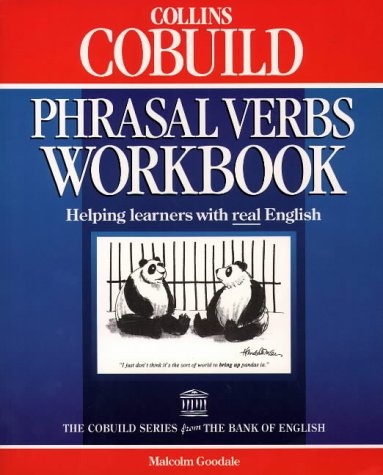 COLLINS
COBUILD
PHRASAL VERBS
WORKBOOK
Helping learners with real English
"I just don't think it's the sort of world to bring up pandas in."
THE COBUILD SERIES from THE BANK OF ENGLISH
Malcolm Goodale